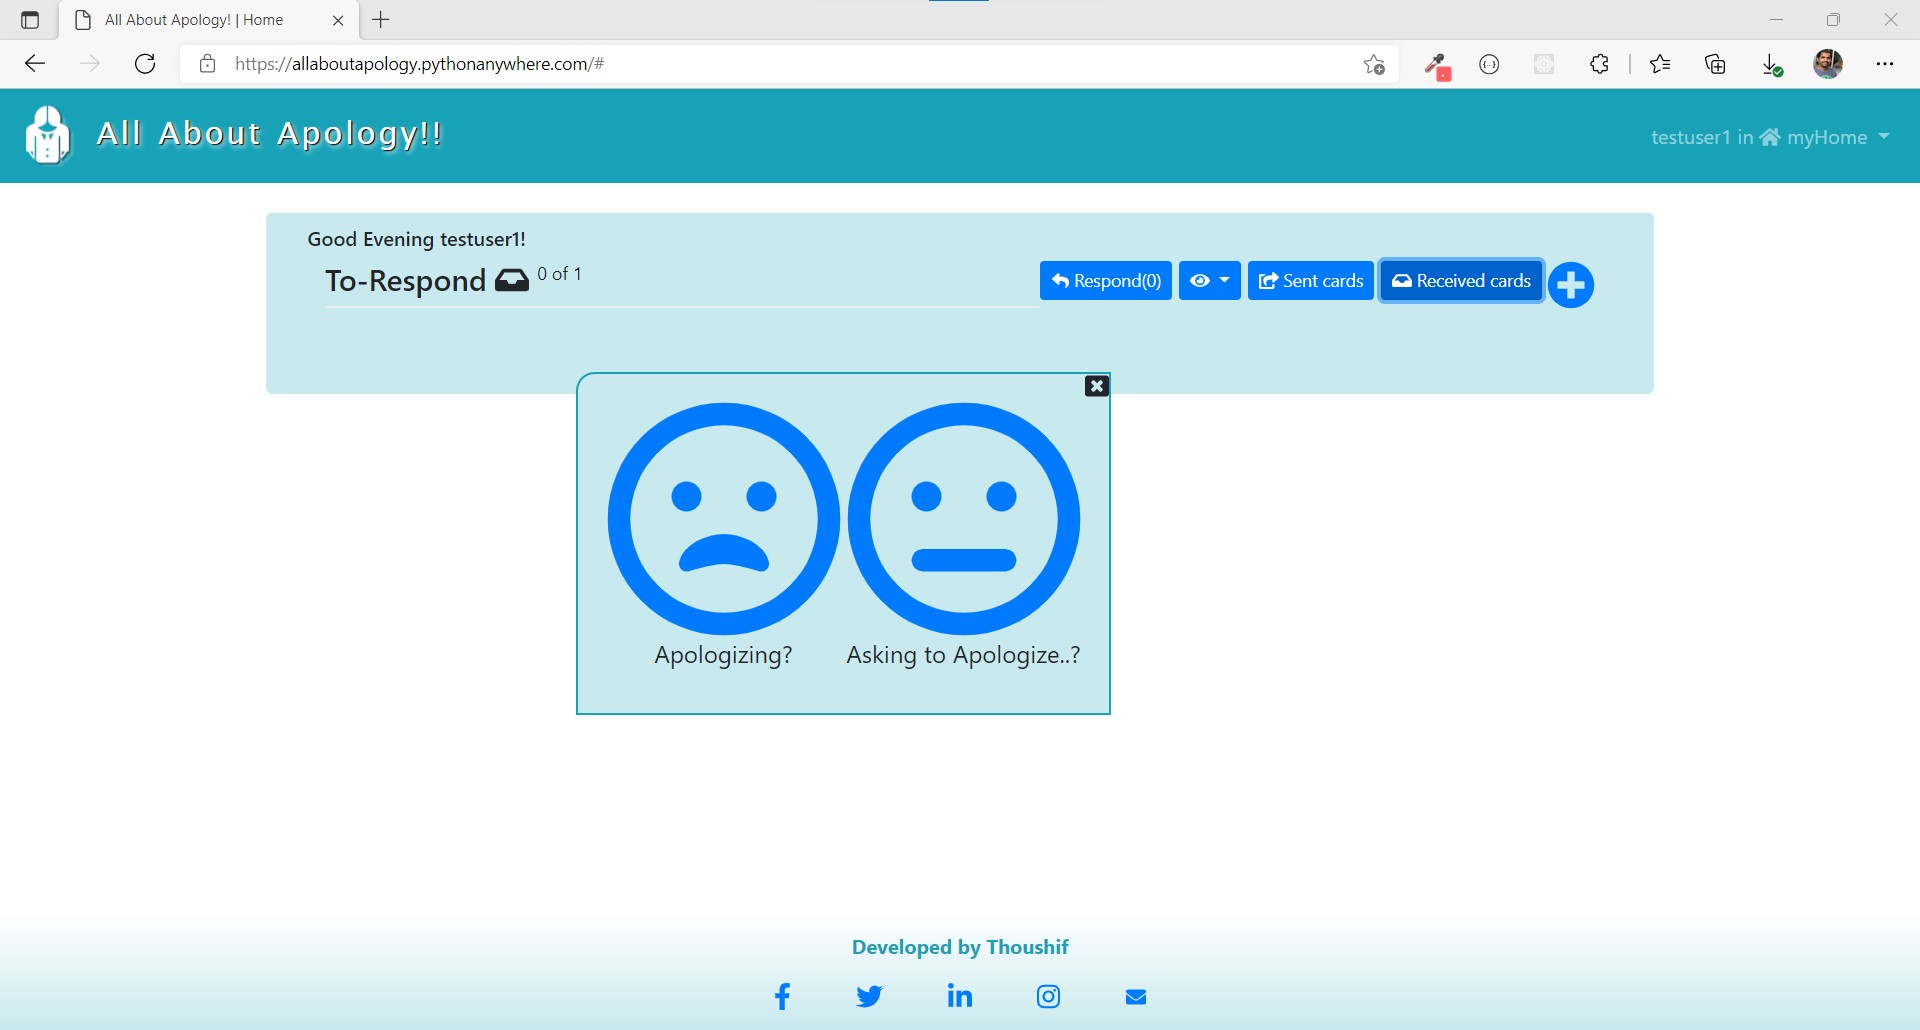 All About Apology! | Home
https://allaboutapology.pythonanywhere.com/#
All About Apology!!
testuser1 in myHome
Good Evening testuser1!
To-Respond 0 of 1
Respond(0)
Sent cards
Received cards
Apologizing?
Asking to Apologize..?
Developed by Thoushif